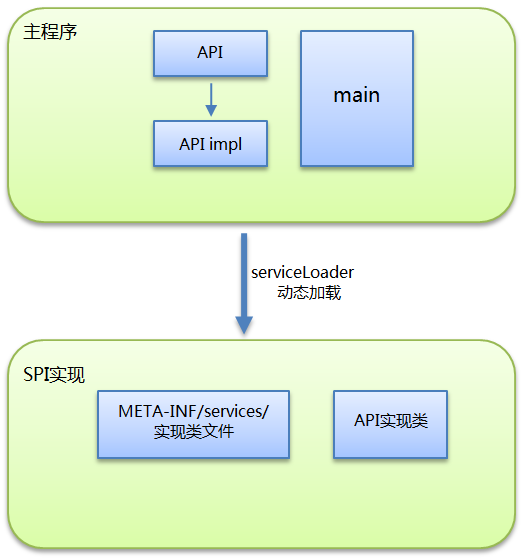 主程序
API
main
API impl
serviceLoader
动态加载
SPI实现
META-INF/services/
实现类文件
API实现类